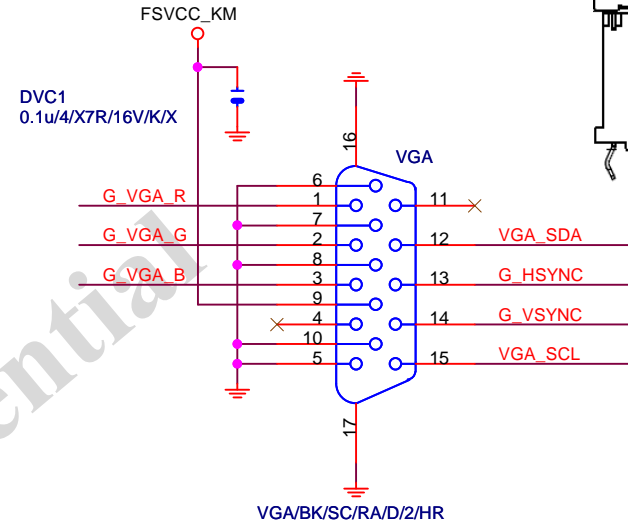 FSVCC_KM
DVC1
0.1u/4/X7R/16V/K/X
16
VGA
6
G_VGA_R
1
11
7
G_VGA_G
2
12
VGA_SDA
8
G_VGA_B
3
13
G_HSYNC
9
4
14
G_VSYNC
10
5
15
VGA_SCL
17
VGA/BK/SC/RA/D/2/HR
ential